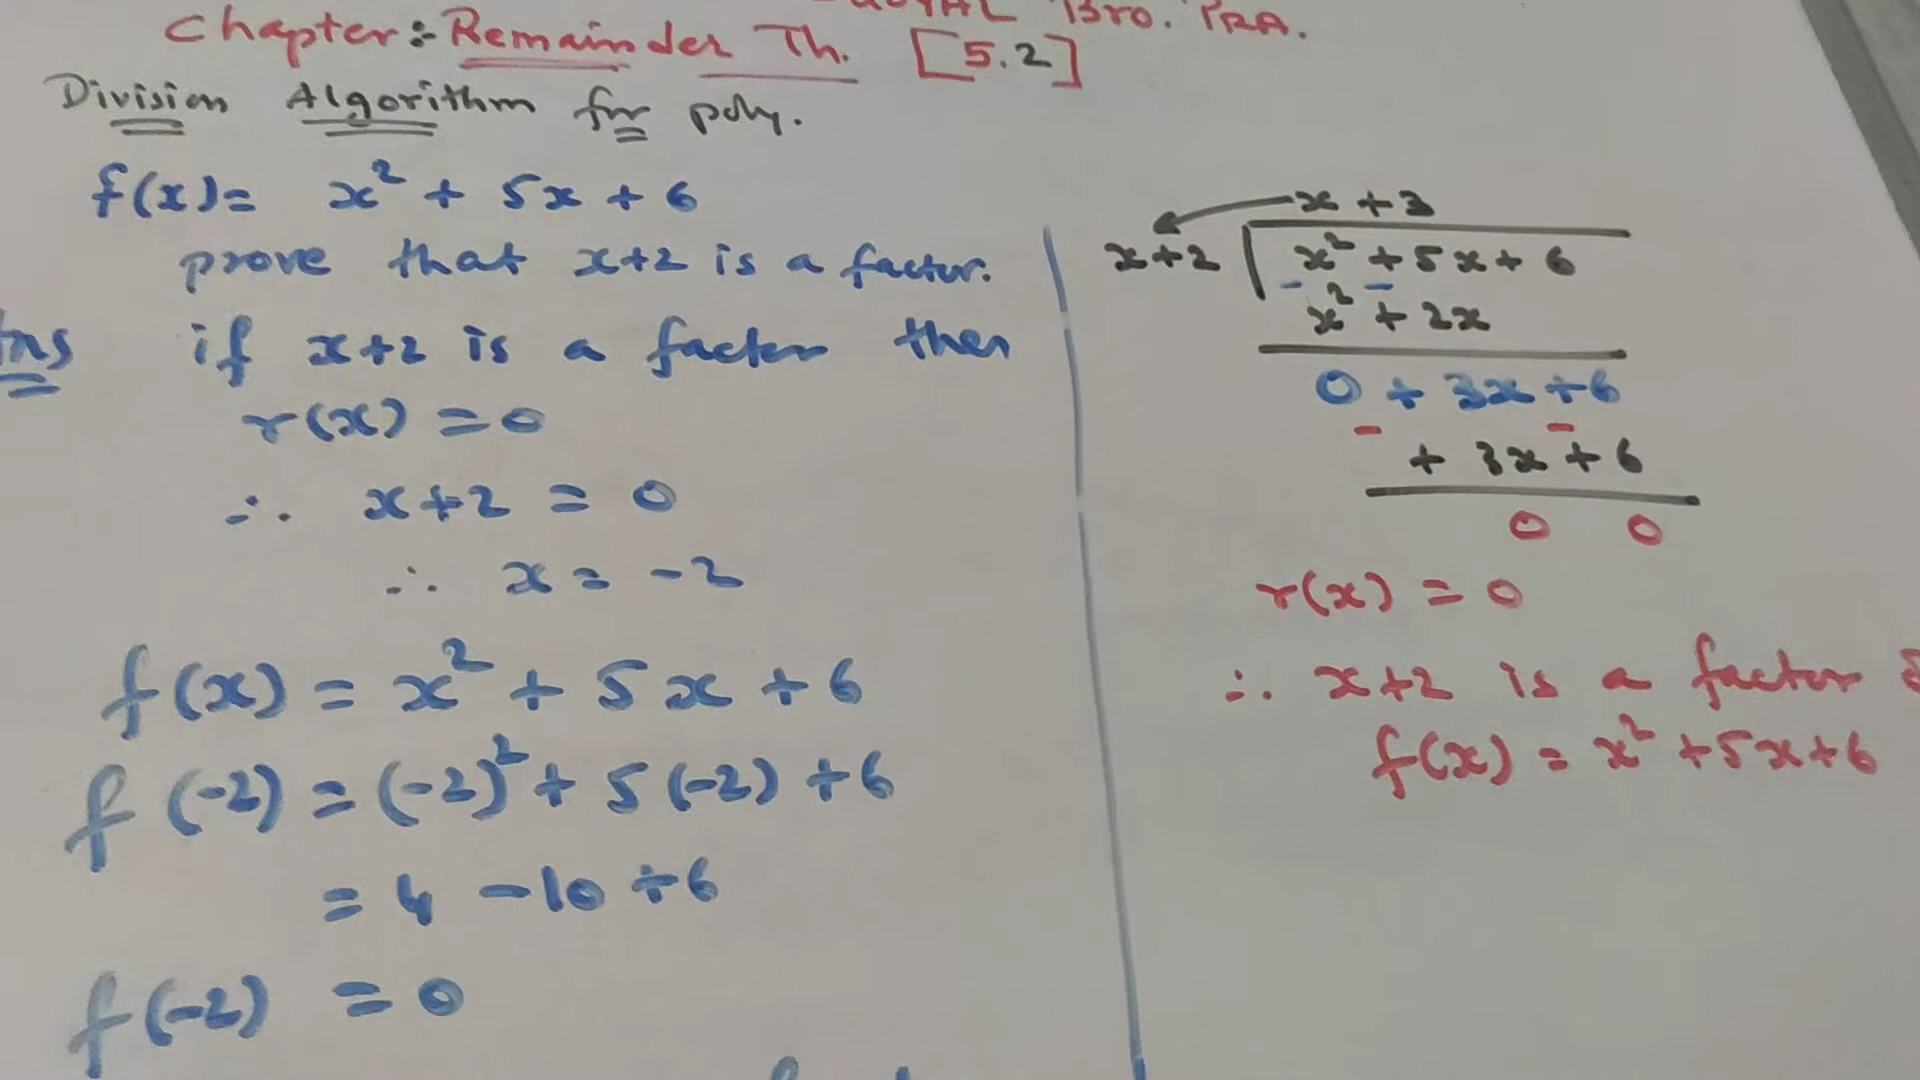 Bro. PRA.
Chapter:- Remainder Th. [5.2]
Division Algorithm for poly.
f(x)= x² + 5x + 6
prove that x+2 is a factor.
Ans if x+2 is a factor then
r(x) = 0
∴ x+2 = 0
∴ x = -2
f(x) = x² + 5x + 6
f(-2) = (-2)² + 5(-2) + 6
= 4 - 10 + 6
f(-2) = 0
x + 3
x+2 x² + 5x + 6
- -
x² + 2x
0 + 3x + 6
- -
+ 3x + 6
0 0
r(x) = 0
∴ x+2 is a factor
f(x) = x² + 5x + 6